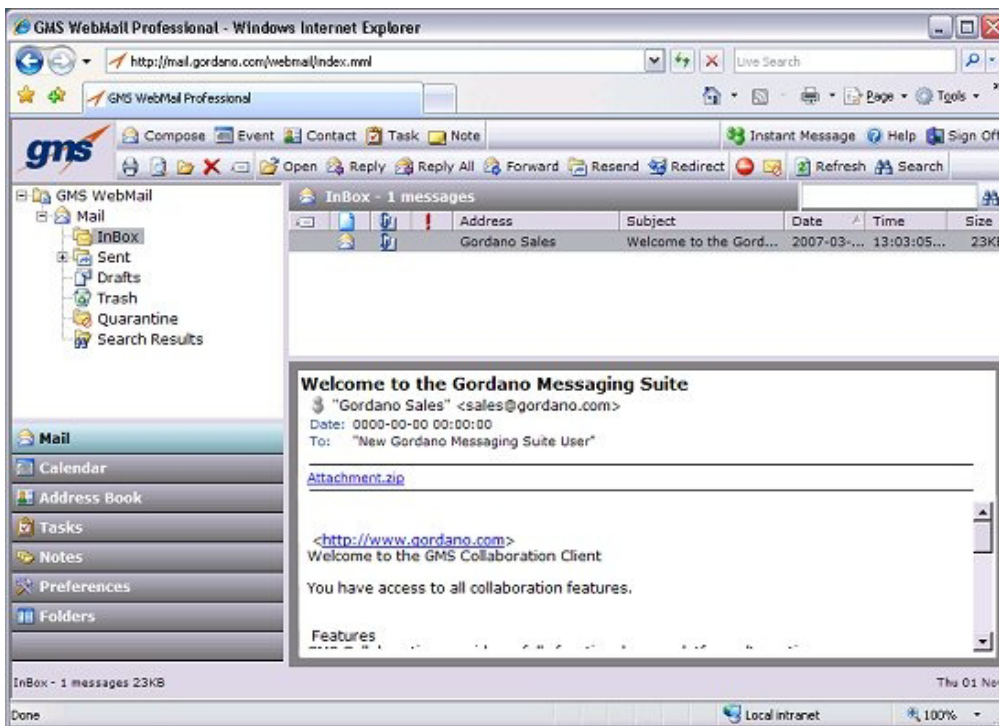 GMS WebMail Professional - Windows Internet Explorer
http://mail.gordano.com/webmail/index.mml
Live Search
GMS WebMail Professional
Page Tools
gms
Compose Event Contact Task Note Instant Message Help Sign Off
Open Reply Reply All Forward Resend Redirect Refresh Search
GMS WebMail
Mail
InBox
Sent
Drafts
Trash
Quarantine
Search Results
Mail
Calendar
Address Book
Tasks
Notes
Preferences
Folders
InBox - 1 messages
Address Subject Date Time Size
Gordano Sales Welcome to the Gord... 2007-03-... 13:03:05... 23K
Welcome to the Gordano Messaging Suite
"Gordano Sales" <sales@gordano.com>
Date: 0000-00-00 00:00:00
To: "New Gordano Messaging Suite User"
Attachment.zip
<http://www.gordano.com>
Welcome to the GMS Collaboration Client
You have access to all collaboration features.
Features
InBox - 1 messages 23KB
Thu 01 No
Done
Local intranet
100%